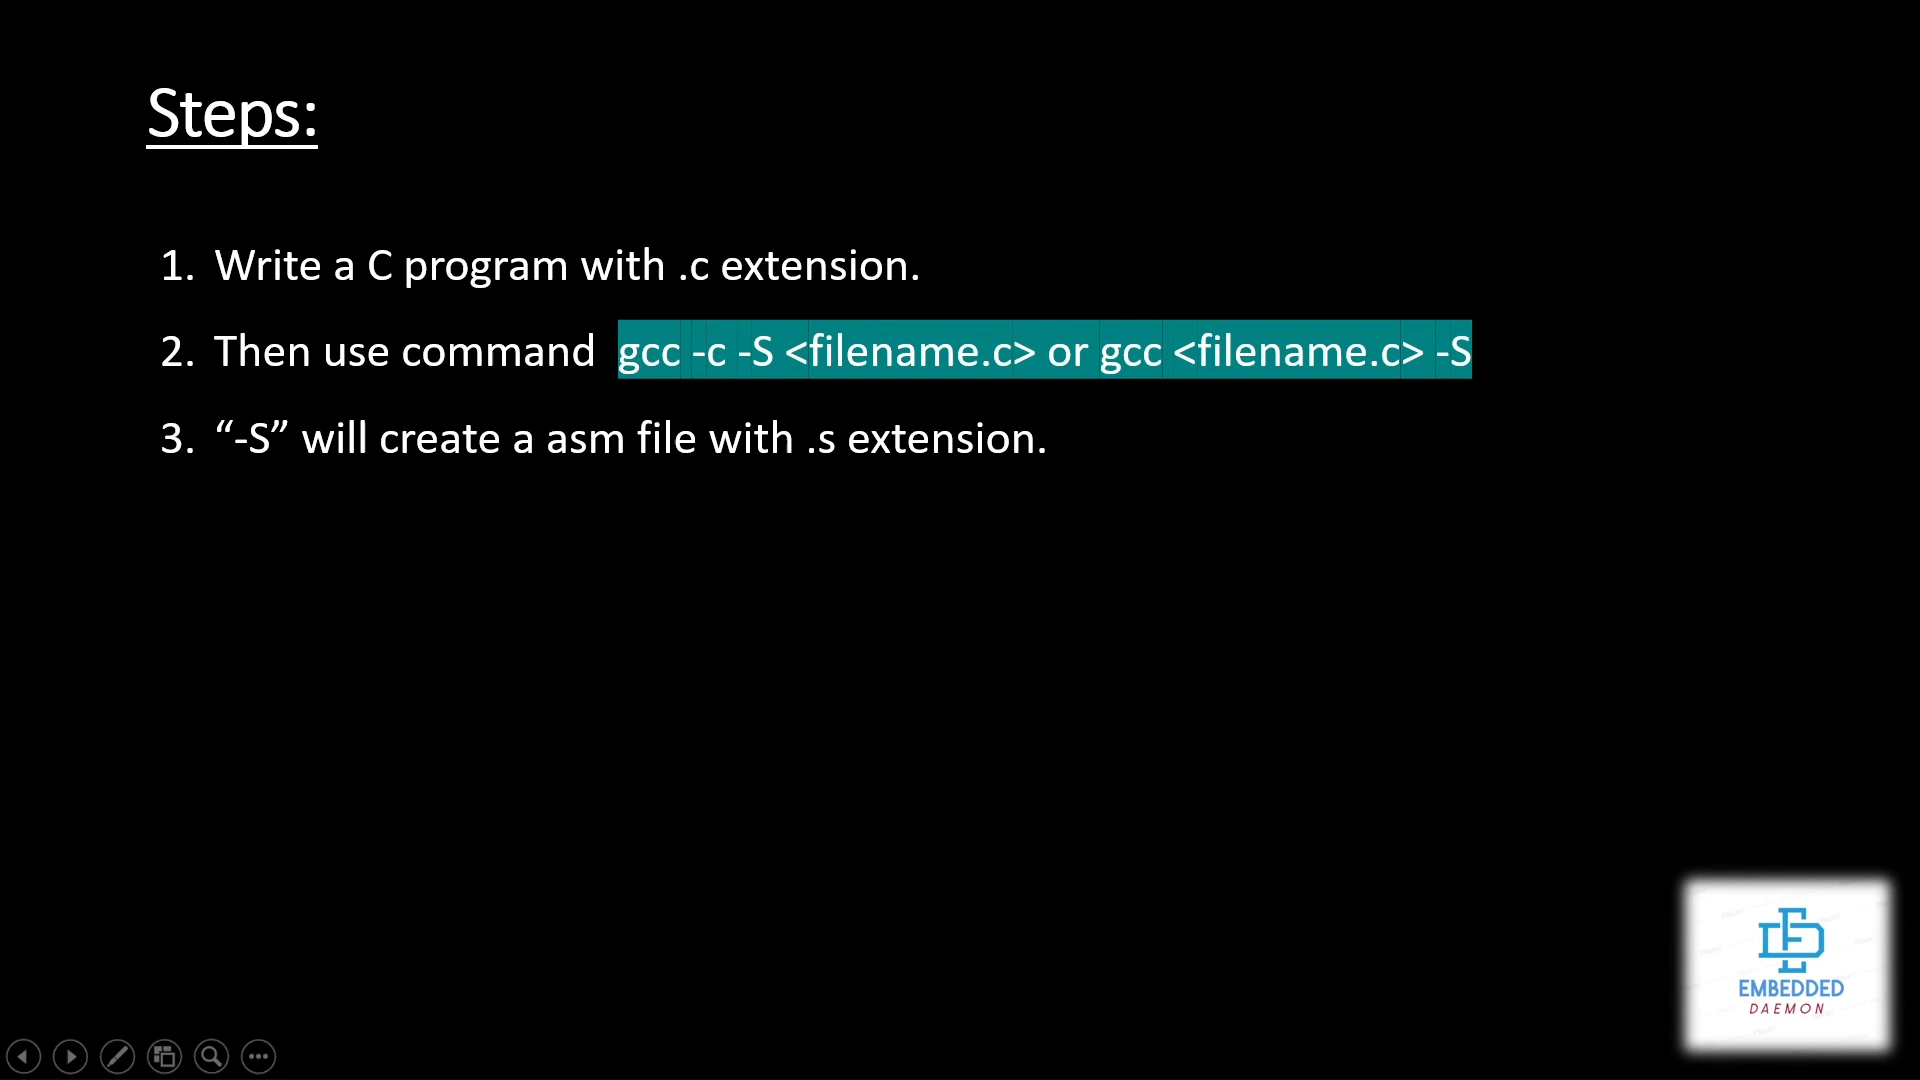 Steps:
1. Write a C program with .c extension.
2. Then use command gcc -c -S <filename.c> or gcc <filename.c> -S
3. “-S” will create a asm file with .s extension.
EMBEDDED
DAEMON